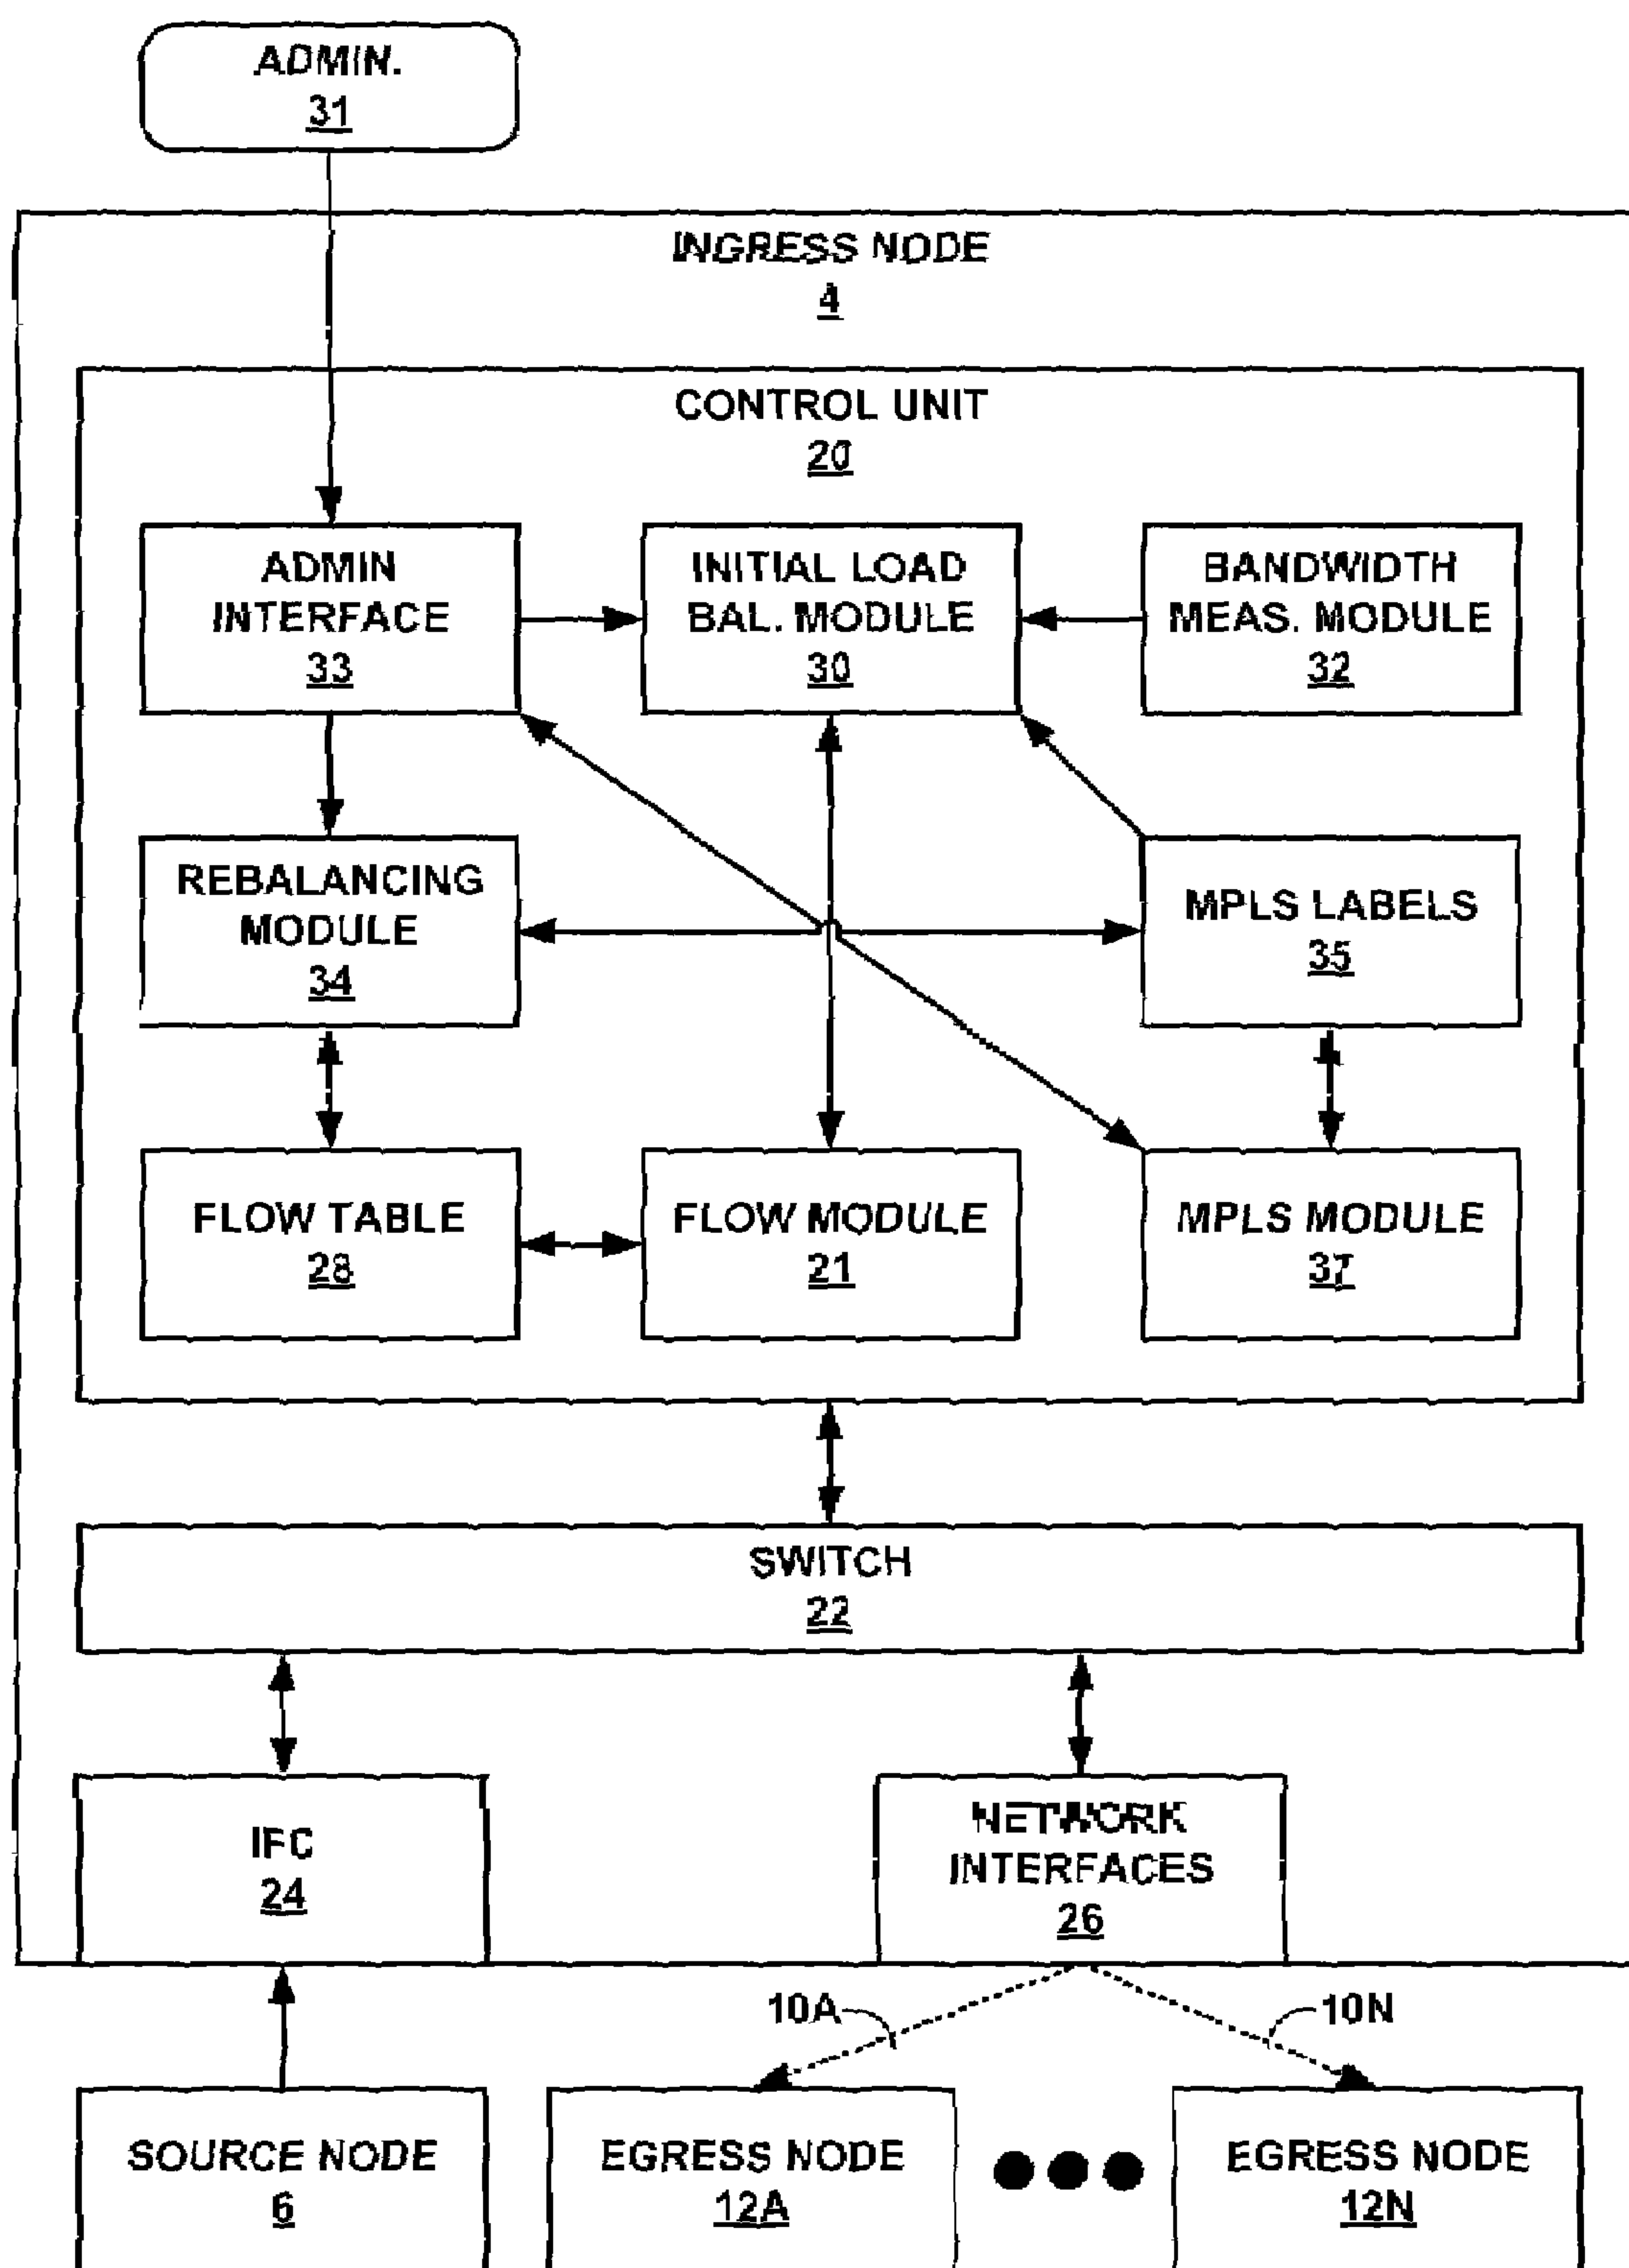 ADMIN.
31
INGRESS NODE
4
CONTROL UNIT
20
ADMIN
INTERFACE
33
INITIAL LOAD
BAL. MODULE
30
BANDWIDTH
MEAS. MODULE
32
REBALANCING
MODULE
34
MPLS LABELS
35
FLOW TABLE
28
FLOW MODULE
21
MPLS MODULE
37
SWITCH
22
IFC
24
NETWORK
INTERFACES
26
10A
10N
SOURCE NODE
6
EGRESS NODE
12A
EGRESS NODE
12N